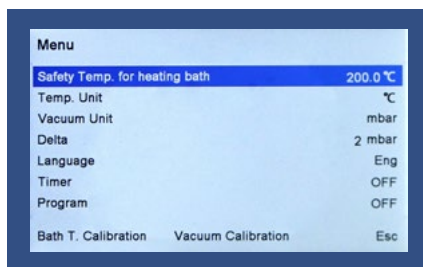 Menu
Safety Temp. for heating bath 200.0 ℃
Temp. Unit ℃
Vacuum Unit mbar
Delta 2 mbar
Language Eng
Timer OFF
Program OFF
Bath T. Calibration Vacuum Calibration Esc